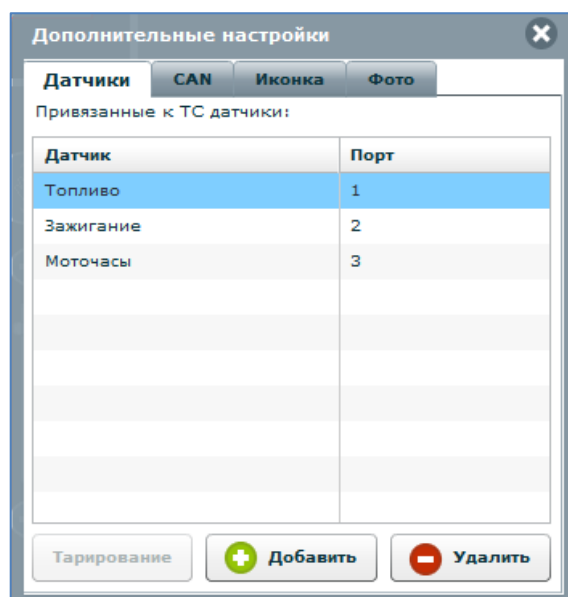 Дополнительные настройки
Датчики CAN Иконка Фото
Привязанные к ТС датчики:
Датчик Порт
Топливо 1
Зажигание 2
Моточасы 3
Тарирование Добавить Удалить